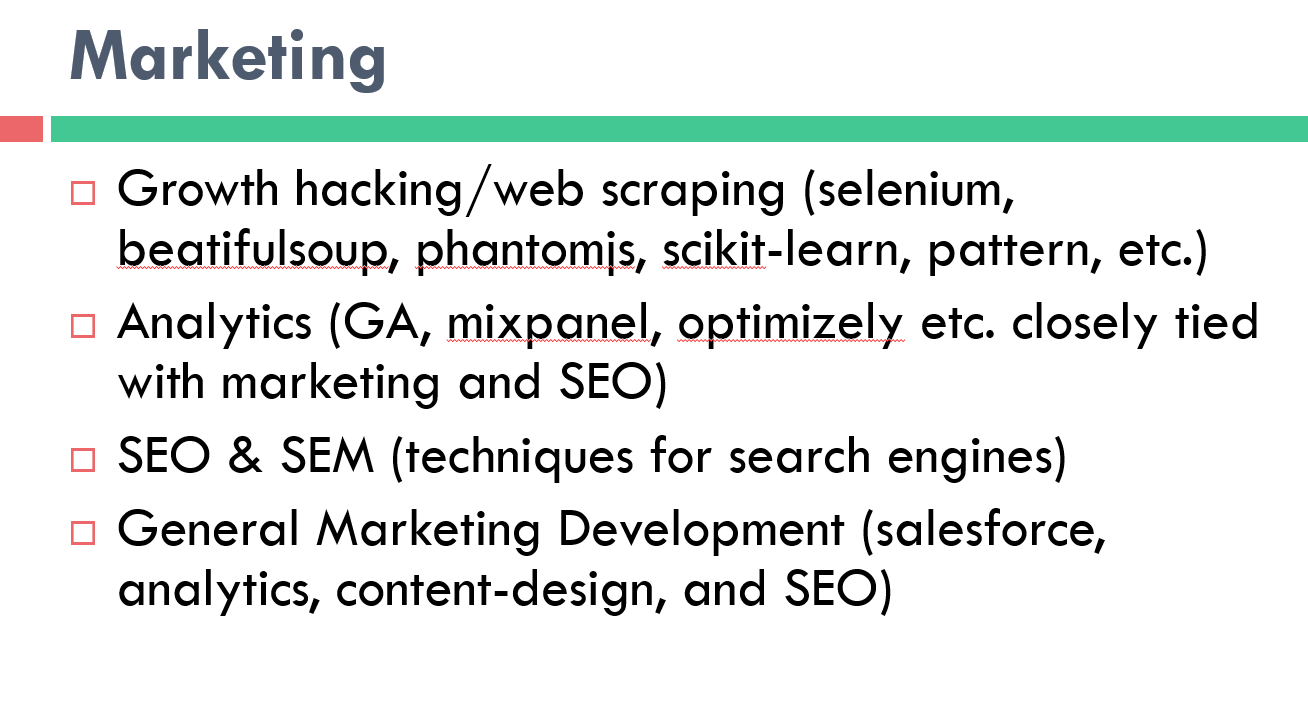 Marketing
Growth hacking/web scraping (selenium,
beatifulsoup, phantomjs, scikit-learn, pattern, etc.)
Analytics (GA, mixpanel, optimizely etc. closely tied
with marketing and SEO)
SEO & SEM (techniques for search engines)
General Marketing Development (salesforce,
analytics, content-design, and SEO)